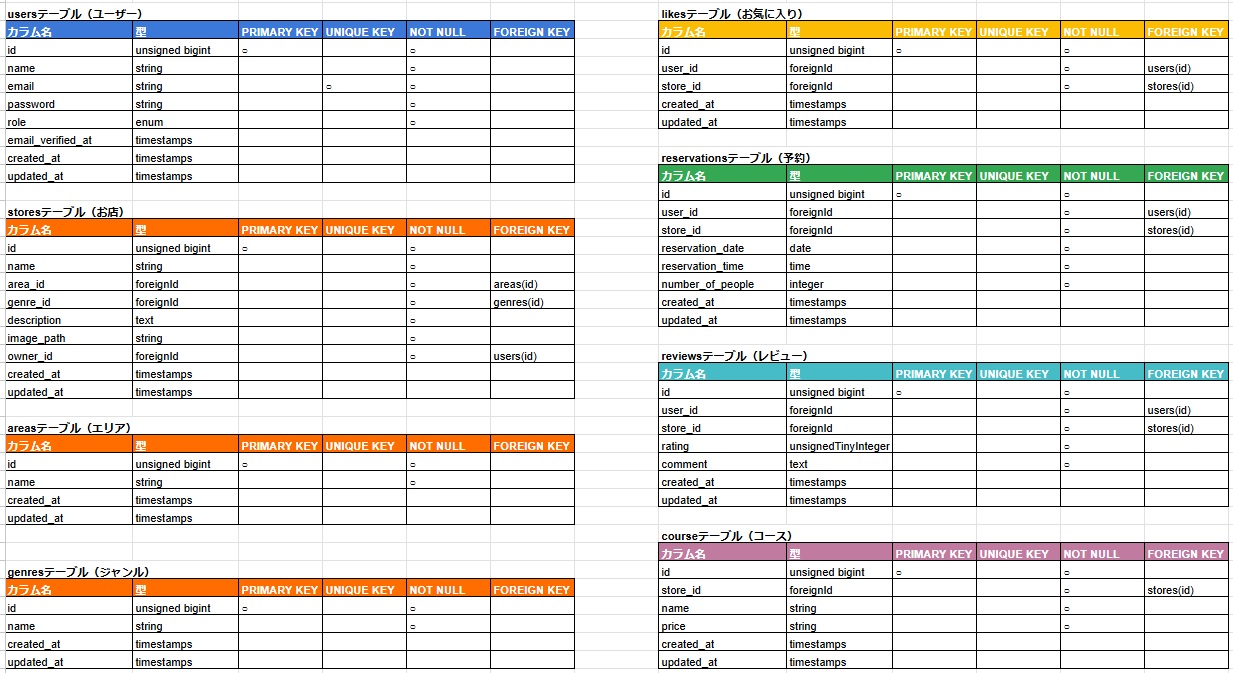 usersテーブル（ユーザー）
カラム名 型 PRIMARY KEY UNIQUE KEY NOT NULL FOREIGN KEY
id unsigned bigint ○ ○
name string ○
email string ○ ○
password string ○
role enum ○
email_verified_at timestamps
created_at timestamps
updated_at timestamps
storesテーブル（お店）
カラム名 型 PRIMARY KEY UNIQUE KEY NOT NULL FOREIGN KEY
id unsigned bigint ○ ○
name string ○
area_id foreignId ○ areas(id)
genre_id foreignId ○ genres(id)
description text ○
image_path string ○
owner_id foreignId ○ users(id)
created_at timestamps
updated_at timestamps
areasテーブル（エリア）
カラム名 型 PRIMARY KEY UNIQUE KEY NOT NULL FOREIGN KEY
id unsigned bigint ○ ○
name string ○
created_at timestamps
updated_at timestamps
genresテーブル（ジャンル）
カラム名 型 PRIMARY KEY UNIQUE KEY NOT NULL FOREIGN KEY
id unsigned bigint ○ ○
name string ○
created_at timestamps
updated_at timestamps
likesテーブル（お気に入り）
カラム名 型 PRIMARY KEY UNIQUE KEY NOT NULL FOREIGN KEY
id unsigned bigint ○ ○
user_id foreignId ○ users(id)
store_id foreignId ○ stores(id)
created_at timestamps
updated_at timestamps
reservationsテーブル（予約）
カラム名 型 PRIMARY KEY UNIQUE KEY NOT NULL FOREIGN KEY
id unsigned bigint ○ ○
user_id foreignId ○ users(id)
store_id foreignId ○ stores(id)
reservation_date date ○
reservation_time time ○
number_of_people integer ○
created_at timestamps
updated_at timestamps
reviewsテーブル（レビュー）
カラム名 型 PRIMARY KEY UNIQUE KEY NOT NULL FOREIGN KEY
id unsigned bigint ○ ○
user_id foreignId ○ users(id)
store_id foreignId ○ stores(id)
rating unsignedTinyInteger ○
comment text ○
created_at timestamps
updated_at timestamps
courseテーブル（コース）
カラム名 型 PRIMARY KEY UNIQUE KEY NOT NULL FOREIGN KEY
id unsigned bigint ○ ○
store_id foreignId ○ stores(id)
name string ○
price string ○
created_at timestamps
updated_at timestamps